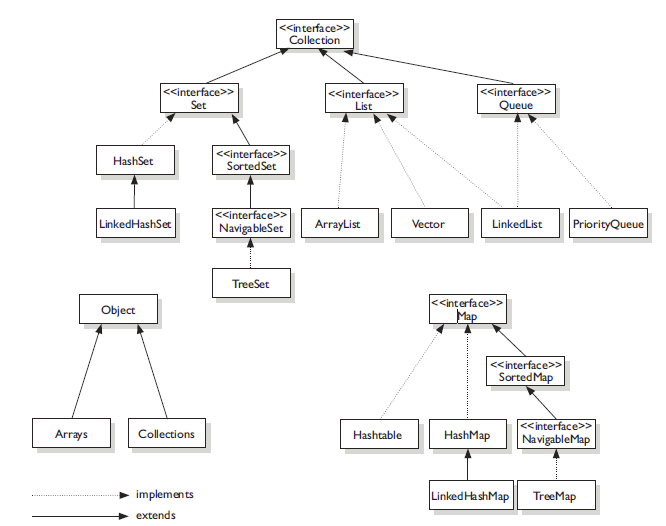 <<interface>>
Collection
<<interface>>
Set
<<interface>>
List
<<interface>>
Queue
HashSet
<<interface>>
SortedSet
LinkedHashSet
<<interface>>
NavigableSet
ArrayList
Vector
LinkedList
PriorityQueue
TreeSet
Object
<<interface>>
Map
<<interface>>
SortedMap
Arrays
Collections
Hashtable
HashMap
<<interface>>
NavigableMap
LinkedHashMap
TreeMap
implements
extends